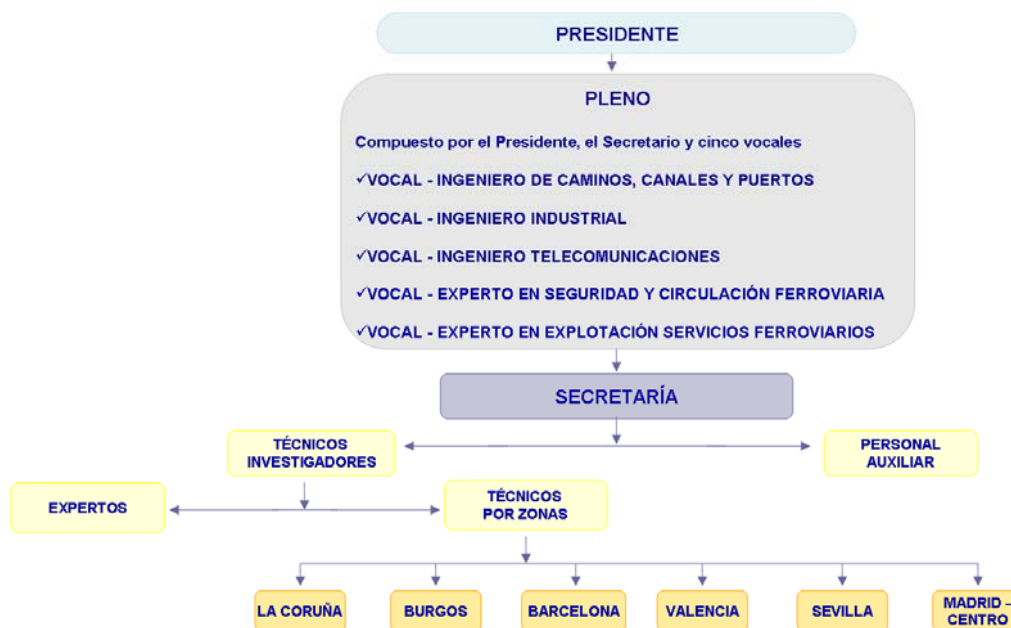 PRESIDENTE
PLENO
Compuesto por el Presidente, el Secretario y cinco vocales
✓VOCAL - INGENIERO DE CAMINOS, CANALES Y PUERTOS
✓VOCAL - INGENIERO INDUSTRIAL
✓VOCAL - INGENIERO TELECOMUNICACIONES
✓VOCAL - EXPERTO EN SEGURIDAD Y CIRCULACIÓN FERROVIARIA
✓VOCAL - EXPERTO EN EXPLOTACIÓN SERVICIOS FERROVIARIOS
SECRETARÍA
TÉCNICOS
INVESTIGADORES
PERSONAL
AUXILIAR
EXPERTOS
TÉCNICOS
POR ZONAS
LA CORUÑA
BURGOS
BARCELONA
VALENCIA
SEVILLA
MADRID –
CENTRO